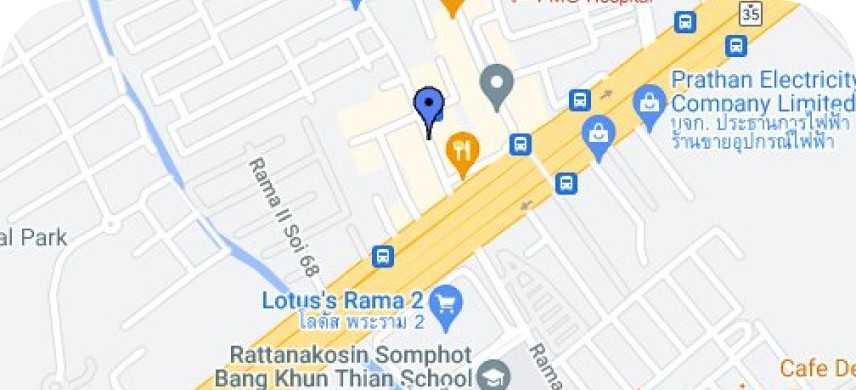 35
Prathan Electricity
Company Limited
บจก. ประธานการไฟฟ้า
ร้านขายอุปกรณ์ไฟฟ้า
Rama II Soi 68
al Park
Lotus's Rama 2
โลตัส พระราม 2
Rattanakosin Somphot
Bang Khun Thian School
Rama
Cafe De